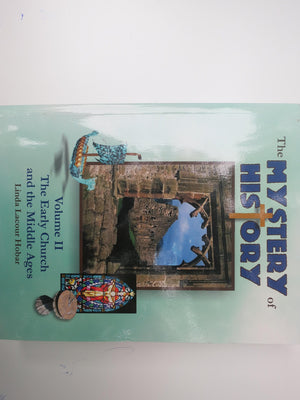 The
MYSTERY
of
HISTORY
Volume II
The Early Church
and the Middle Ages
Linda Lacour Hobar